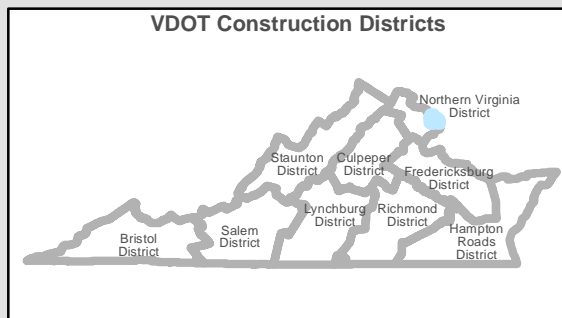 VDOT Construction Districts
Northern Virginia
District
Staunton
District
Culpeper
District
Fredericksburg
District
Lynchburg
District
Richmond
District
Hampton
Roads
District
Salem
District
Bristol
District